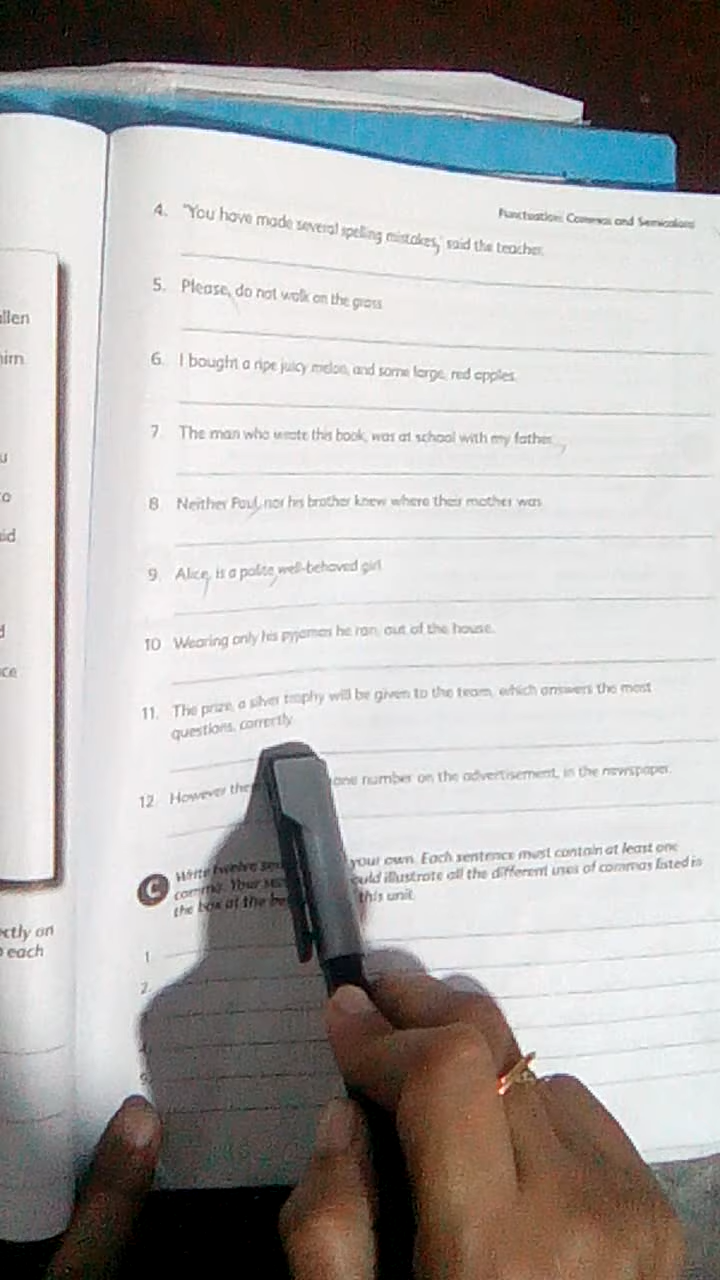 Punctuation: Commas and Semicolons
4. "You have made several spelling mistakes," said the teacher.
5. Please, do not walk on the grass
6. I bought a ripe juicy melon, and some large, red apples.
7. The man who wrote this book, was at school with my father.
8 Neither Paul, nor his brother knew where their mother was
9. Alice, is a polite, well-behaved girl
10 Wearing only his pyjamas he ran, out of the house.
11. The prize, a silver trophy will be given to the team, which answers the most
questions, correctly
12. However the one number on the advertisement, in the newspaper.
C Write twelve your own. Each sentence must contain at least one
comma. Your illustrate all the different uses of commas listed in
the box at the this unit.
1
2.
llen
him
u
o
id
d
ce
ctly on
each